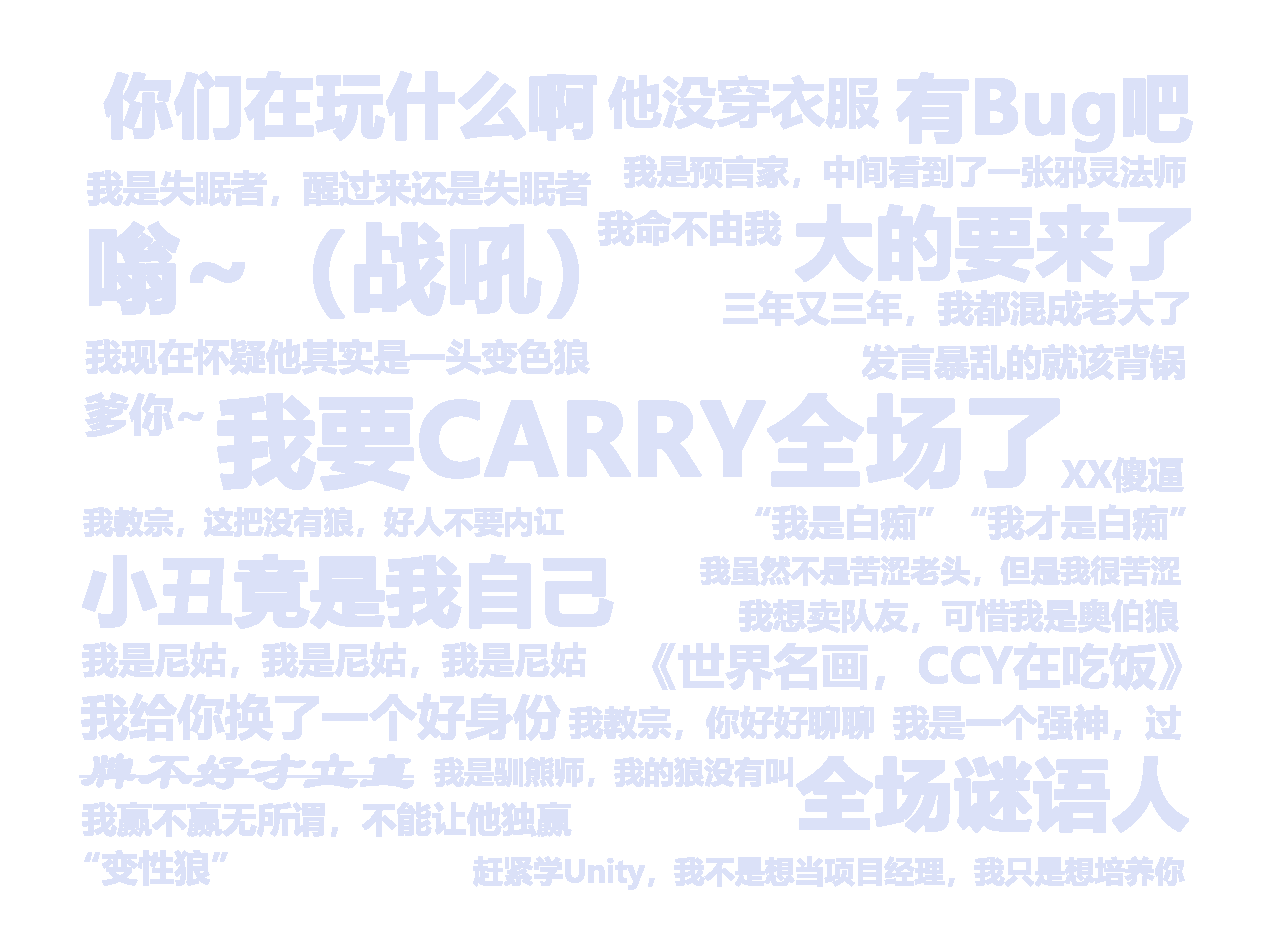 你们在玩什么啊 他没穿衣服 有Bug吧
我是失眠者，醒过来还是失眠者
我是预言家，中间看到了一张邪灵法师
嗡~（战吼）
我命不由我
大的要来了
三年又三年，我都混成老大了
我现在怀疑他其实是一头变色狼
发言暴乱的就该背锅
爹你~
我要CARRY全场了
XX傻逼
我教宗，这把没有狼，好人不要内讧
“我是白痴” “我才是白痴”
小丑竟是我自己
我虽然不是苦涩老头，但是我很苦涩
我想卖队友，可惜我是奥伯狼
我是尼姑，我是尼姑，我是尼姑
《世界名画，CCY在吃饭》
我给你换了一个好身份
我教宗，你好好聊聊
我是一个强神，过
牌不好才立直
我是驯熊师，我的狼没有叫
全场谜语人
我赢不赢无所谓，不能让他独赢
“变性狼”
赶紧学Unity，我不是想当项目经理，我只是想培养你